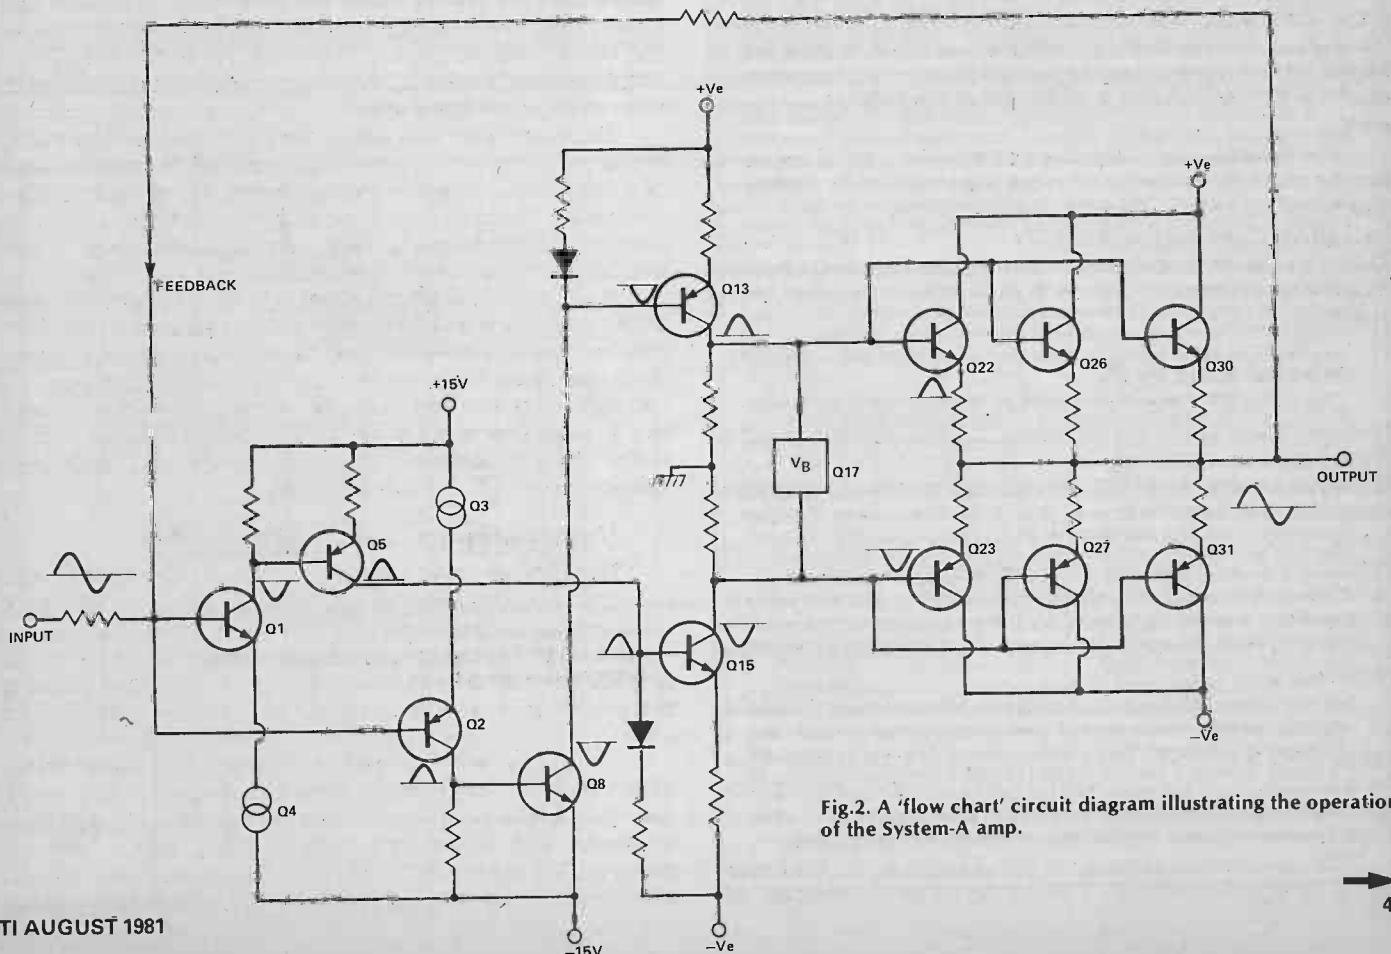 +Ve
+Ve
FEEDBACK
Q13
Q22
Q26
Q30
+15V
VB
Q17
OUTPUT
Q3
Q5
Q23
Q27
Q31
INPUT
Q1
Q15
Q2
Q8
Q4
-Ve
Fig.2. A 'flow chart' circuit diagram illustrating the operation
of the System-A amp.
TI AUGUST 1981
-15V
-Ve
4